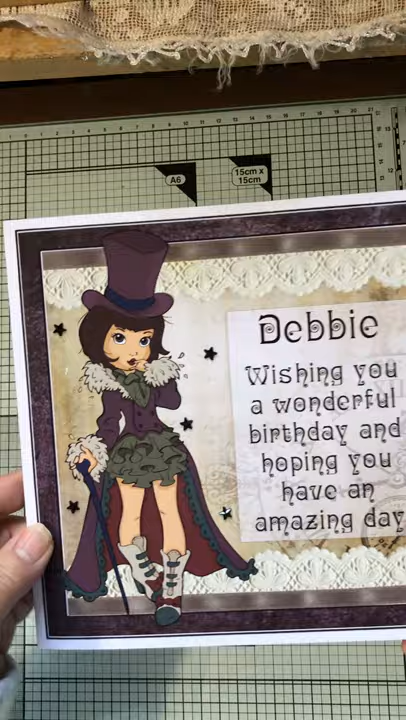 A6
15cm x
15cm
Debbie
Wishing you
a wonderful
birthday and
hoping you
have an
amazing day